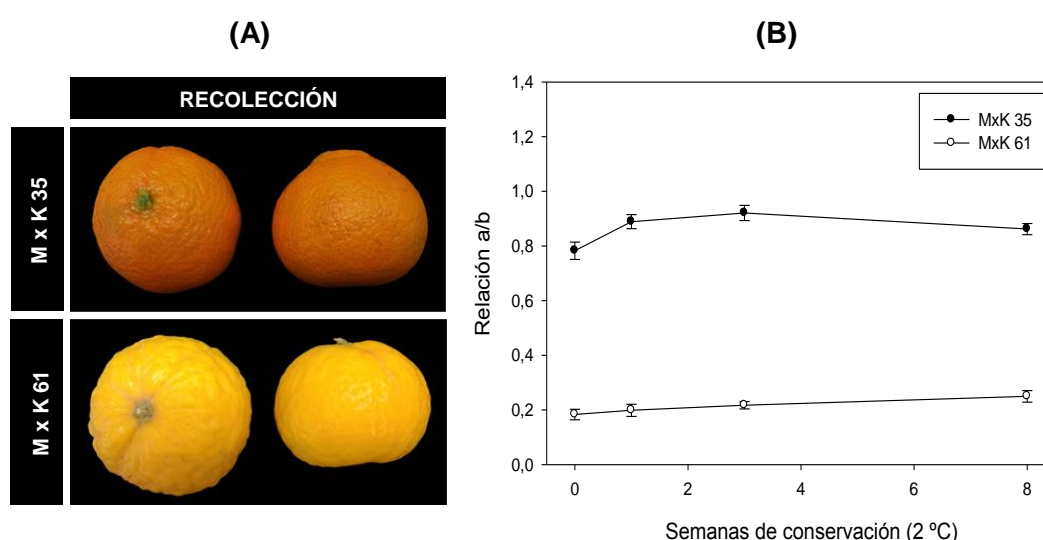 (A)
RECOLECCIÓN
M x K 35
M x K 61
(B)
Relación a/b
1,4
1,2
1,0
0,8
0,6
0,4
0,2
0,0
0 2 4 6 8
Semanas de conservación (2 ºC)
MxK 35
MxK 61